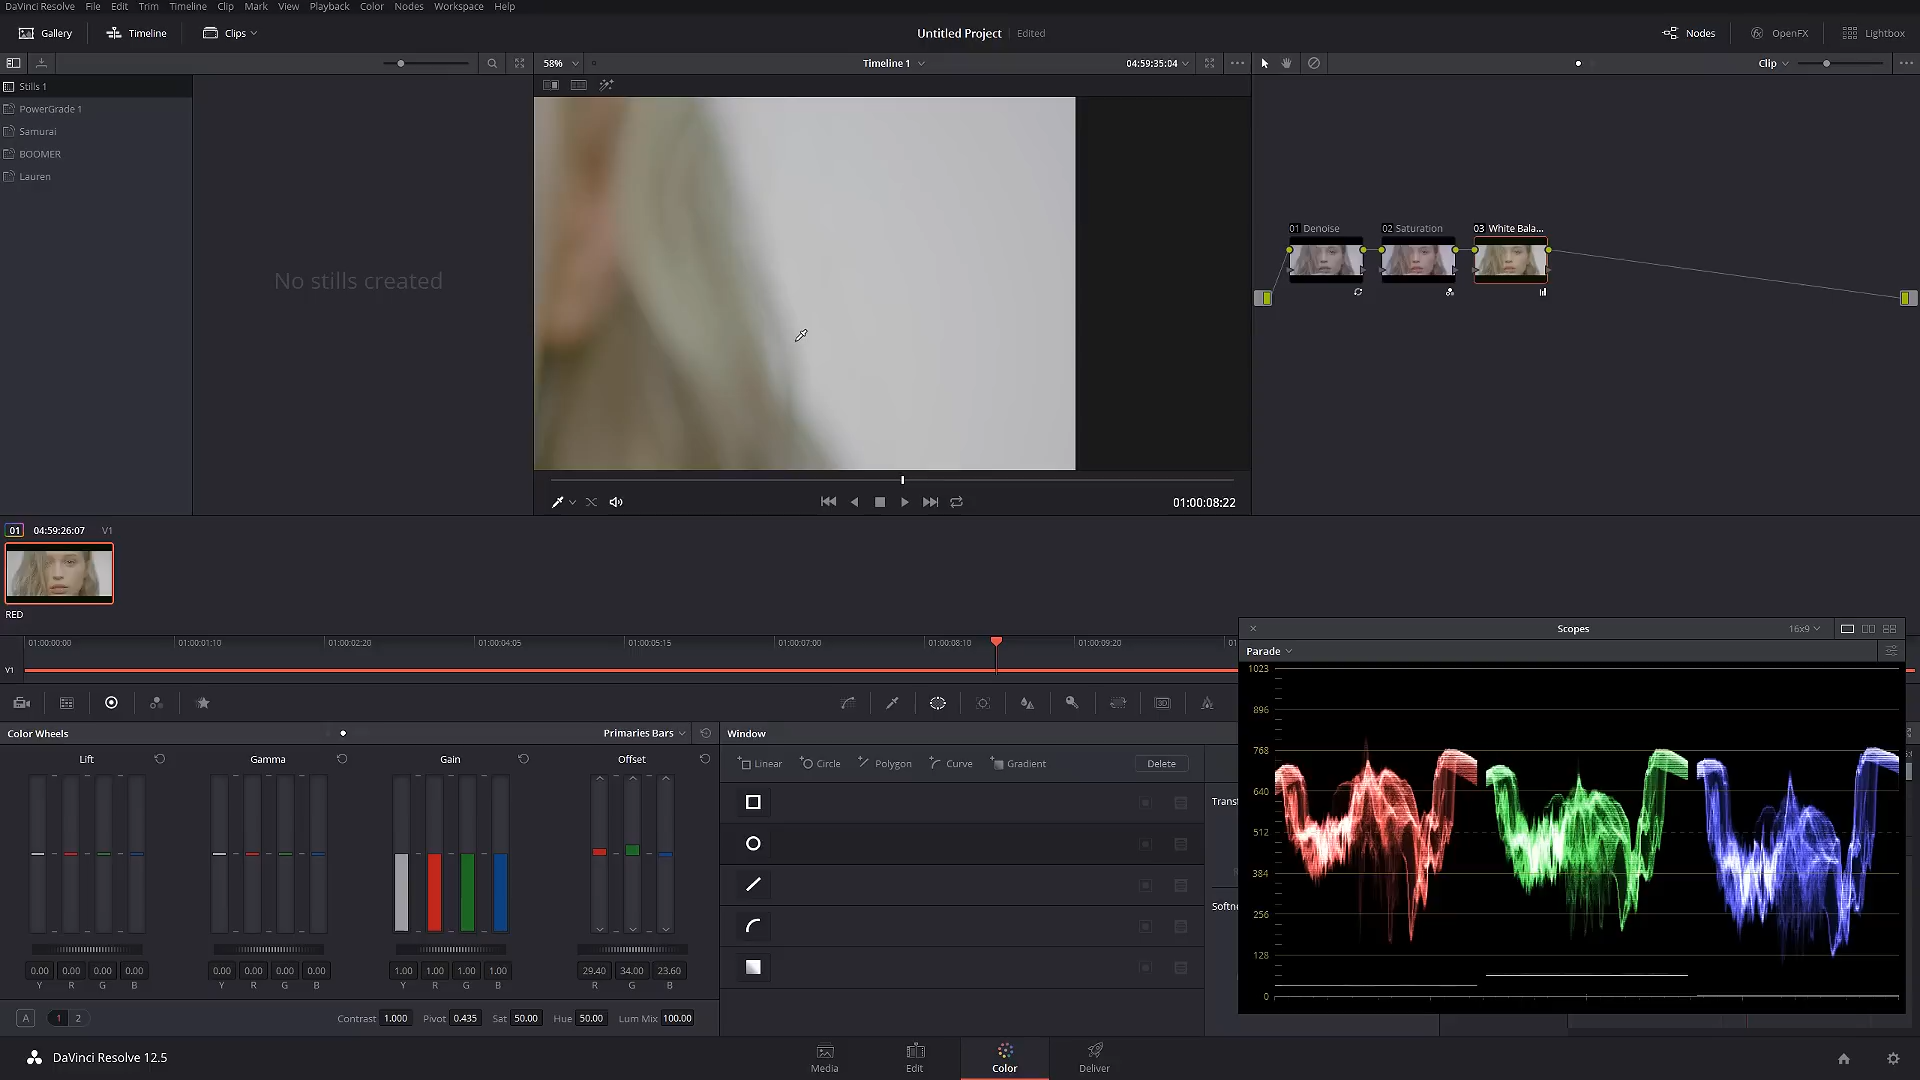 DaVinci Resolve File Edit Trim Timeline Clip Mark View Playback Color Nodes Workspace Help
Gallery Timeline Clips Untitled Project Edited Nodes OpenFX Lightbox
58% Timeline 1 04:59:35:04 Clip
Stills 1
PowerGrade 1
Samurai
BOOMER
Lauren
No stills created
01 Denoise 02 Saturation 03 White Bala...
01:00:08:22
01 04:59:26:07 V1
RED
01:00:00:00 01:00:01:10 01:00:02:20 01:00:04:05 01:00:05:15 01:00:07:00 01:00:08:10 01:00:09:20
V1
Scopes 16x9
Parade
1023
896
768
640
512
384
256
128
0
Color Wheels Primaries Bars
Lift Gamma Gain Offset
0.00 0.00 0.00 0.00 0.00 0.00 0.00 0.00 1.00 1.00 1.00 1.00 29.40 34.00 23.60
Y R G B Y R G B Y R G B R G B
A 1 2 Contrast 1.000 Pivot 0.435 Sat 50.00 Hue 50.00 Lum Mix 100.00
Window
Linear Circle Polygon Curve Gradient Delete
DaVinci Resolve 12.5
Media Edit Color Deliver